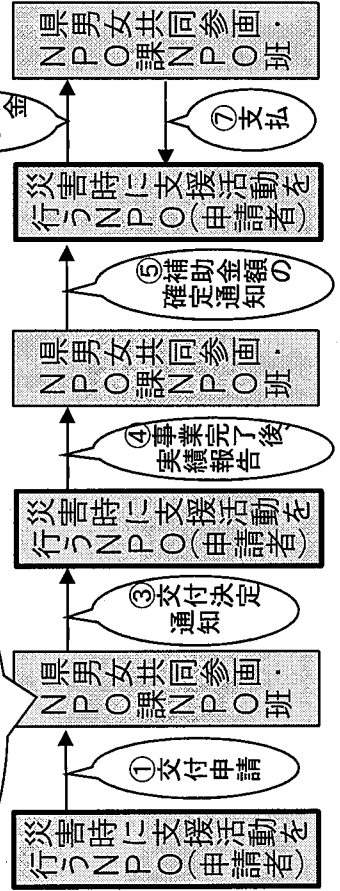 災害時に支援活動を
行うNPO(申請者)
①交付申請
県男女共同参画・
NPO課NPO班
③交付決定
通知
災害時に支援活動を
行うNPO(申請者)
④事業完了後、
実績報告
県男女共同参画・
NPO課NPO班
⑤補助金額の
確定通知
災害時に支援活動を
行うNPO(申請者)
金
⑦支払
県男女共同参画・
NPO課NPO班